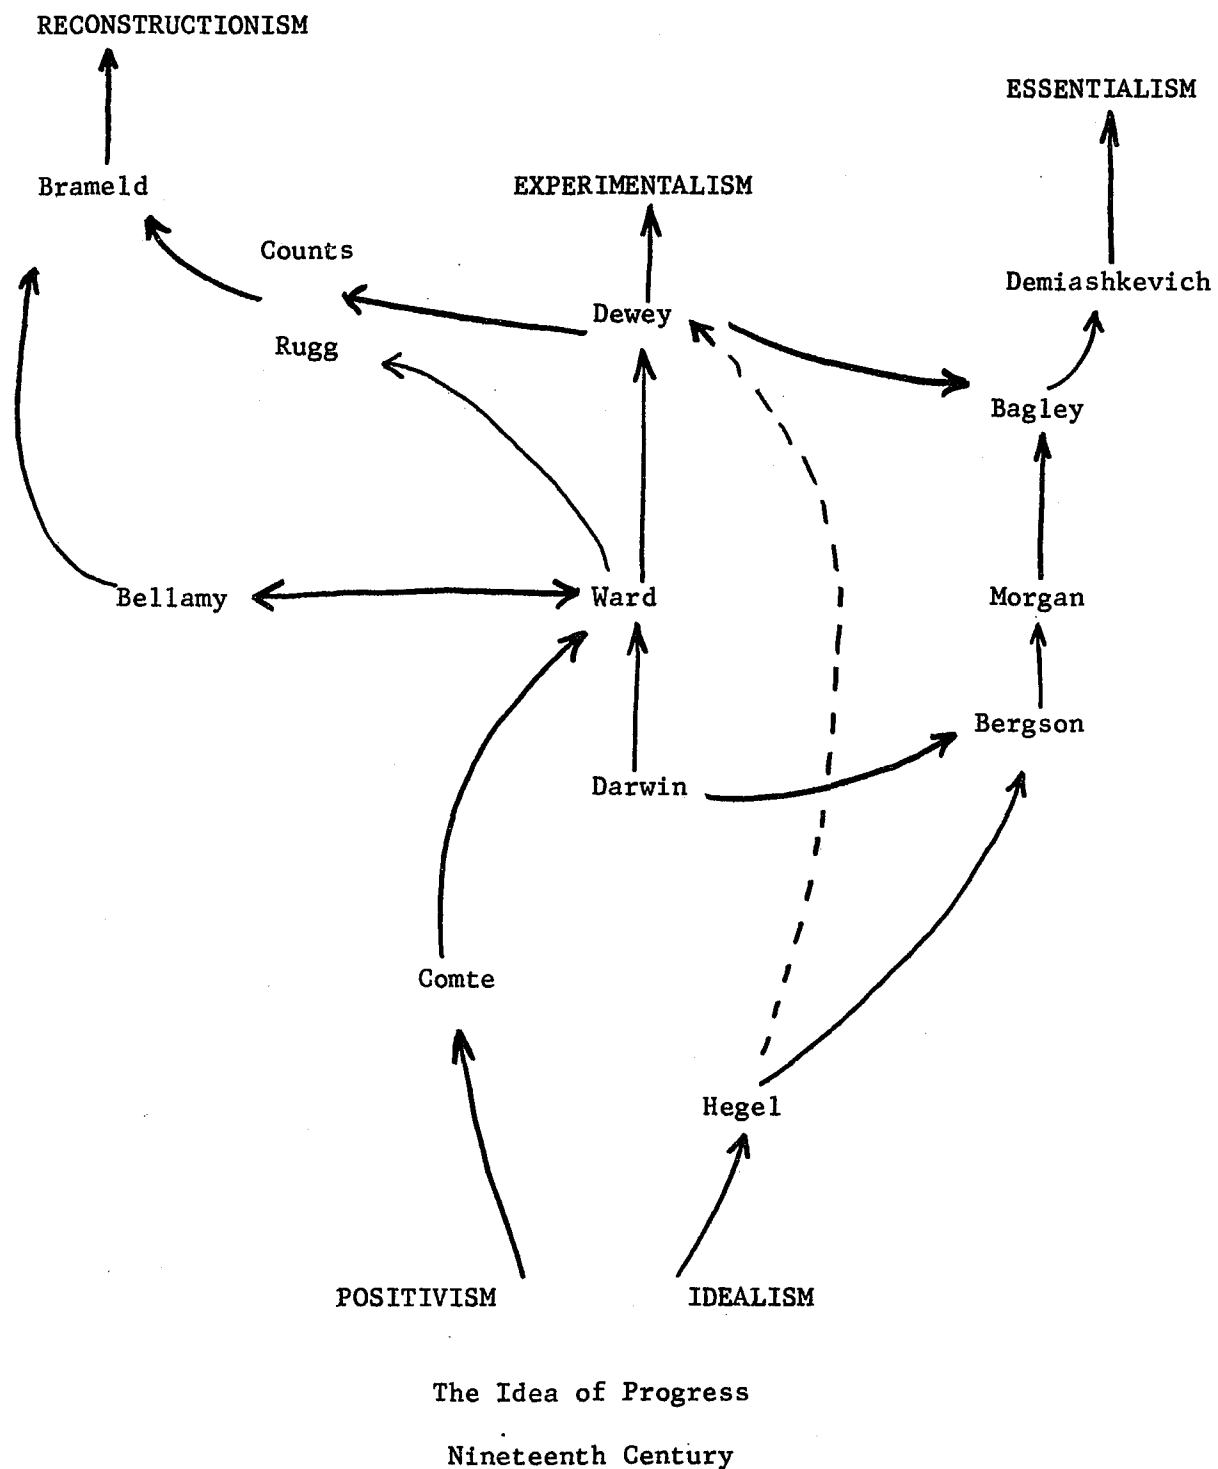 RECONSTRUCTIONISM
ESSENTIALISM
Brameld
EXPERIMENTALISM
Counts
Demiashkevich
Dewey
Rugg
Bagley
Bellamy
Ward
Morgan
Bergson
Darwin
Comte
Hegel
POSITIVISM
IDEALISM
The Idea of Progress
Nineteenth Century